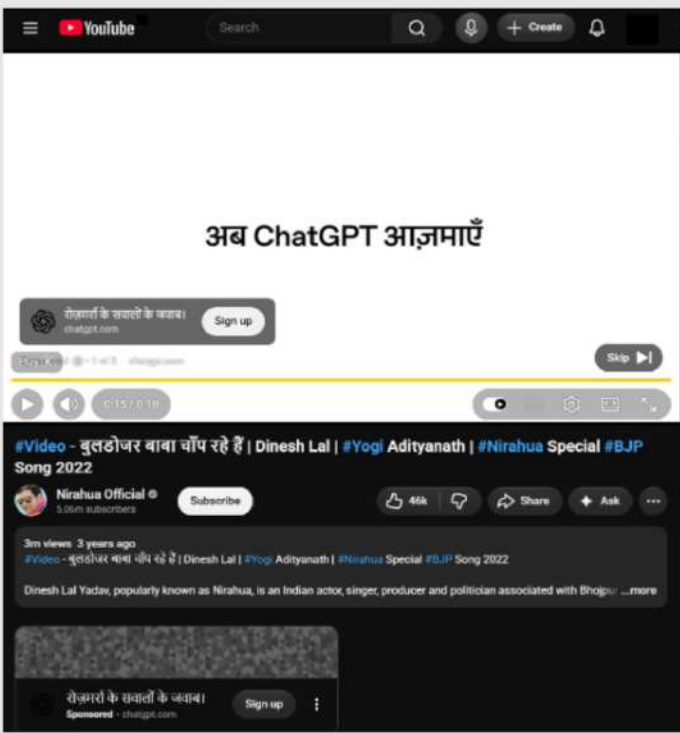 YouTube
Search
Create
अब ChatGPT आज़माएँ
रोज़मर्रा के सवालों के जवाब।
chatgpt.com
Sign up
Skip
0:15 / 0:18
#Video - बुलडोजर बाबा चाँप रहे हैं | Dinesh Lal | #Yogi Adityanath | #Nirahua Special #BJP
Song 2022
Nirahua Official
5.06m subscribers
Subscribe
46k
Share
Ask
3m views 3 years ago
#Video - बुलडोजर बाबा चाँप रहे हैं | Dinesh Lal | #Yogi Adityanath | #Nirahua Special #BJP Song 2022
Dinesh Lal Yadav, popularly known as Nirahua, is an Indian actor, singer, producer and politician associated with Bhojpur ...more
रोज़मर्रा के सवालों के जवाब।
Sponsored · chatgpt.com
Sign up